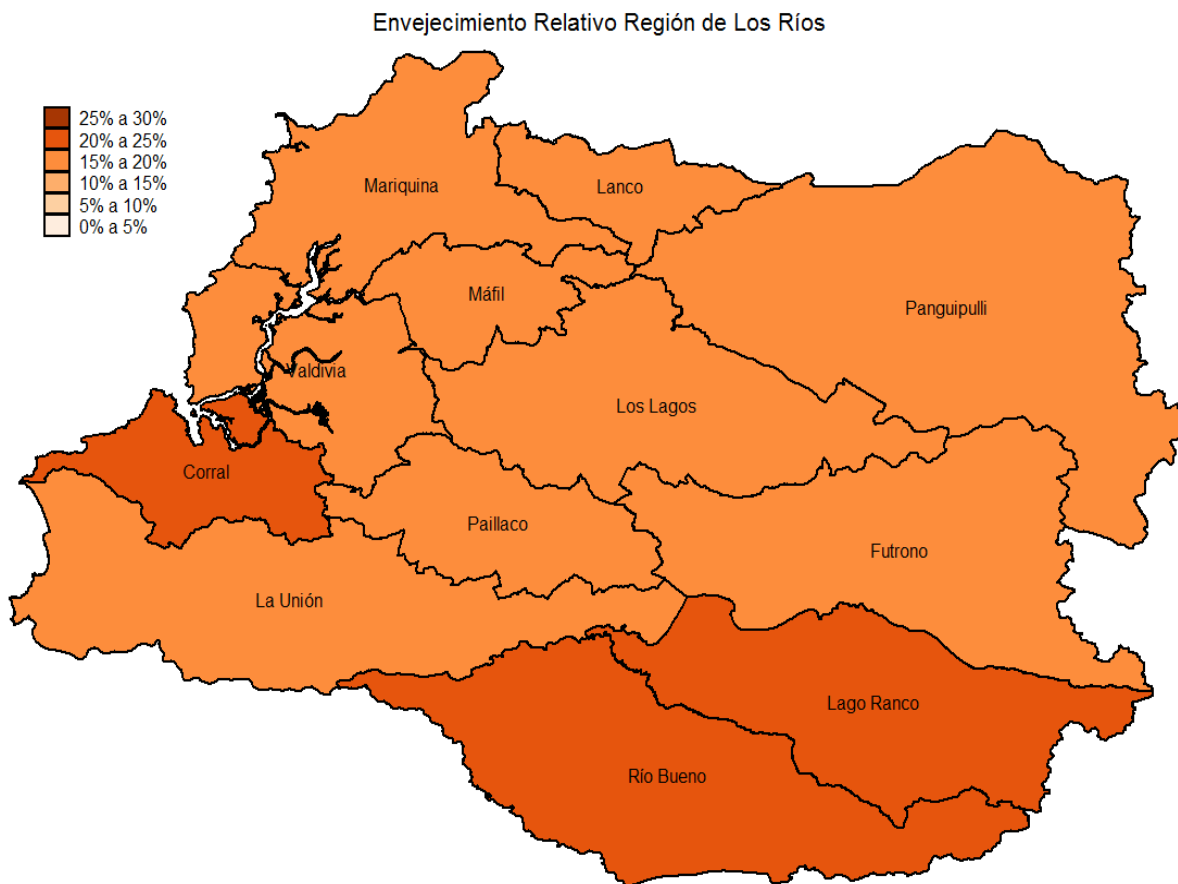 Envejecimiento Relativo Región de Los Ríos
25% a 30%
20% a 25%
15% a 20%
10% a 15%
5% a 10%
0% a 5%
Mariquina
Lanco
Máfil
Panguipulli
Valdivia
Los Lagos
Corral
Paillaco
Futrono
La Unión
Lago Ranco
Río Bueno